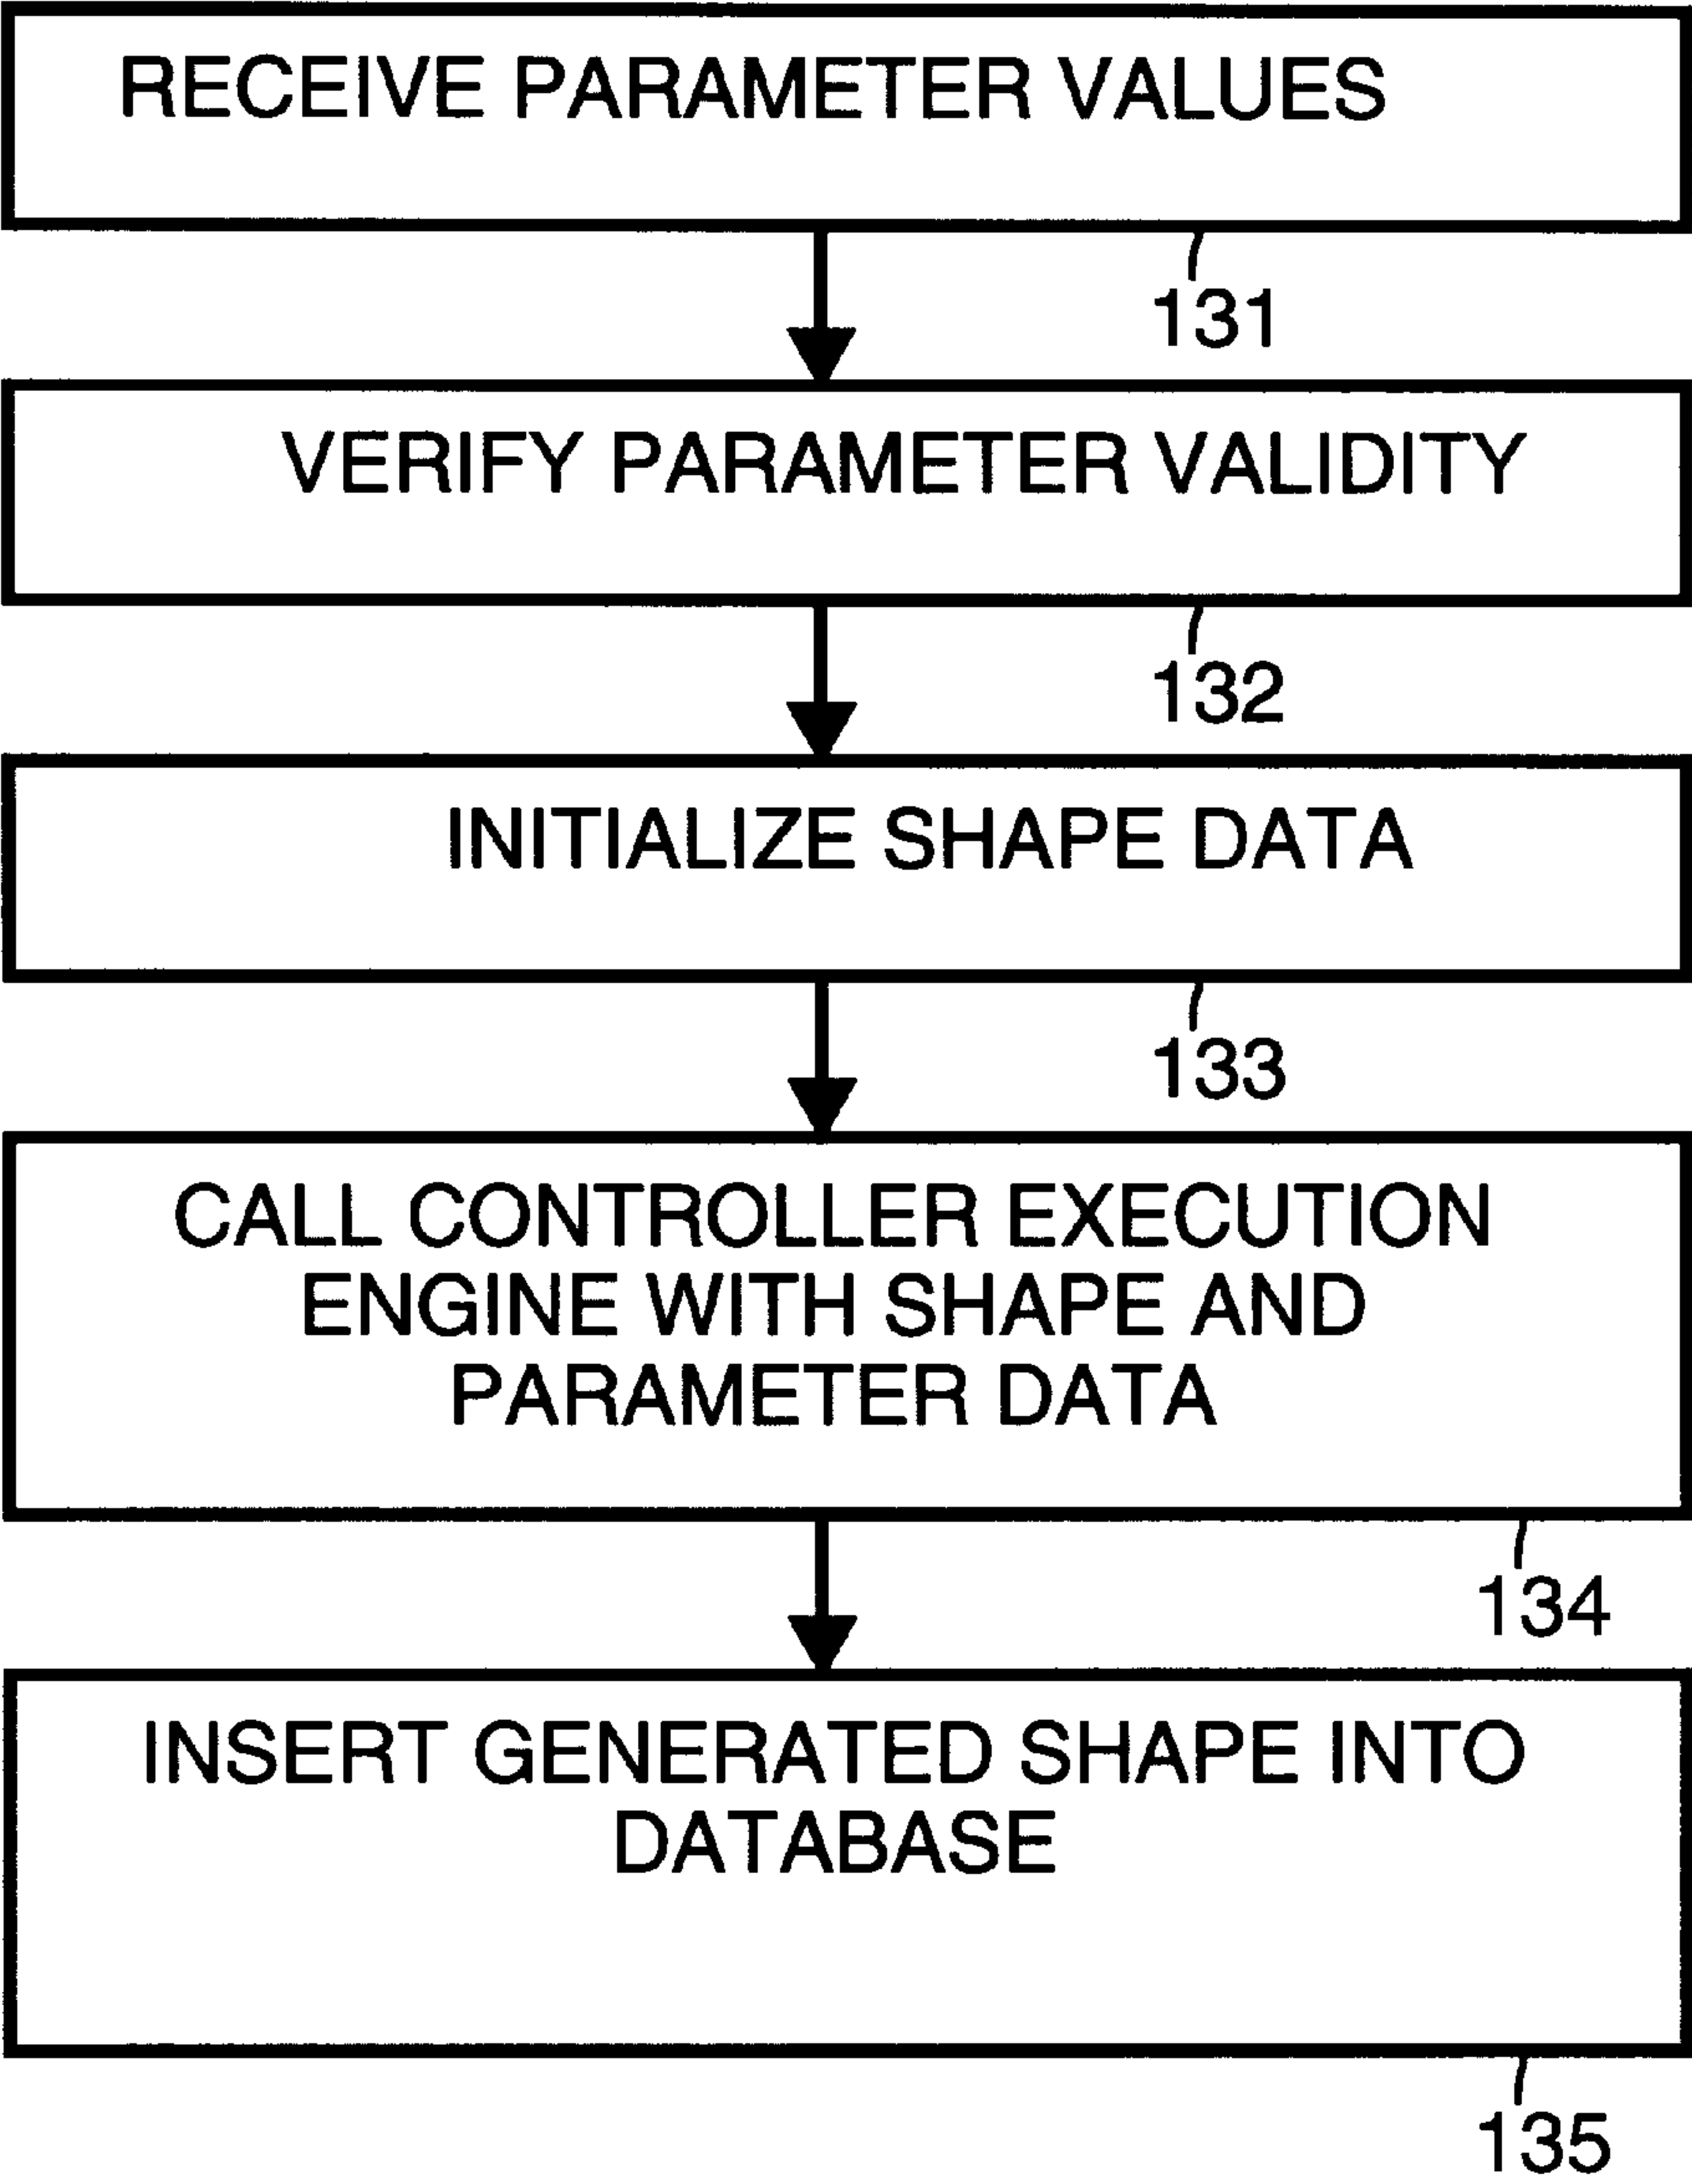 RECEIVE PARAMETER VALUES
131
VERIFY PARAMETER VALIDITY
132
INITIALIZE SHAPE DATA
133
CALL CONTROLLER EXECUTION
ENGINE WITH SHAPE AND
PARAMETER DATA
134
INSERT GENERATED SHAPE INTO
DATABASE
135